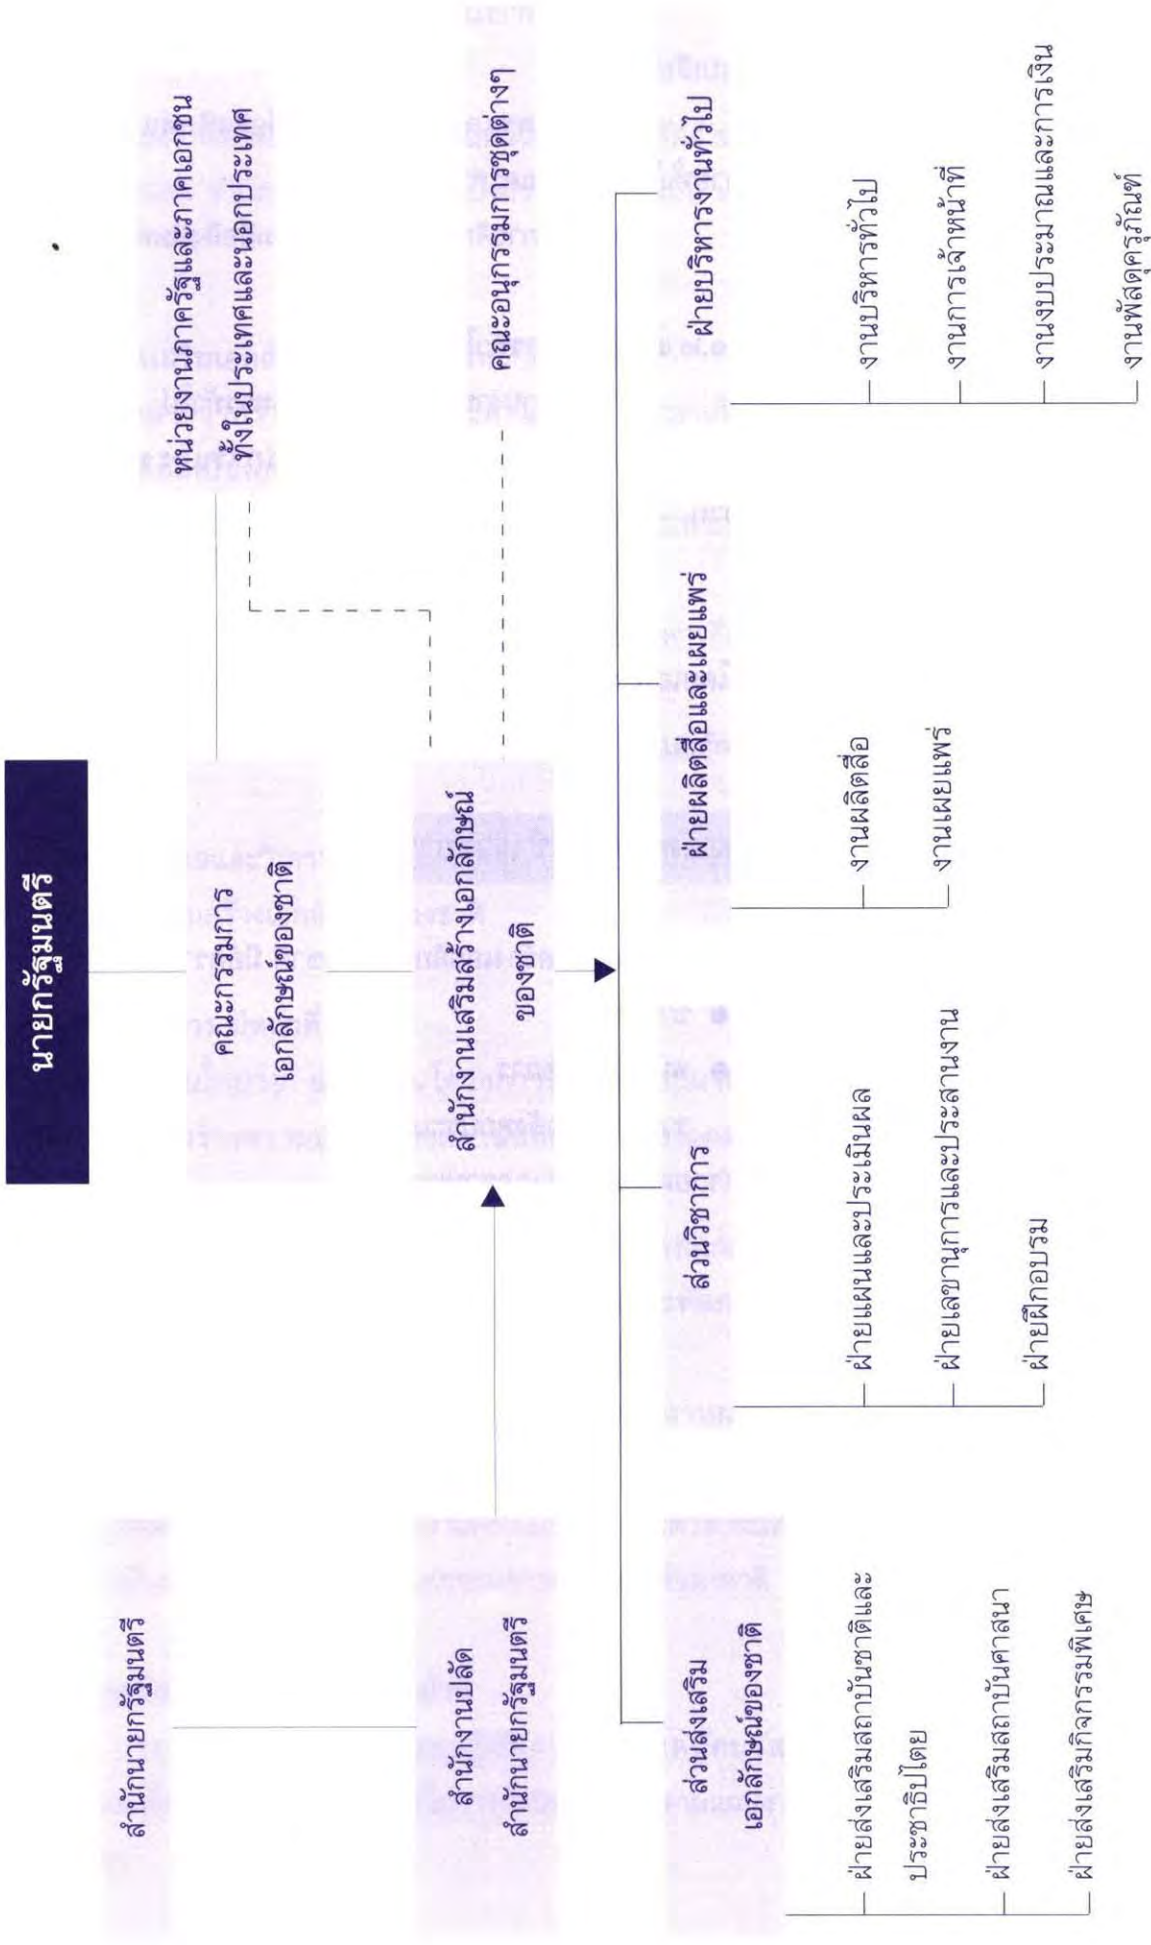 นายกรัฐมนตรี
สำนักนายกรัฐมนตรี
คณะกรรมการ
เอกลักษณ์ของชาติ
หน่วยงานภาครัฐและภาคเอกชน
ทั้งในประเทศและนอกประเทศ
สำนักงานปลัด
สำนักนายกรัฐมนตรี
สำนักงานเสริมสร้างเอกลักษณ์
ของชาติ
คณะอนุกรรมการชุดต่างๆ
ส่วนส่งเสริม
เอกลักษณ์ของชาติ
ฝ่ายส่งเสริมสถาบันชาติและ
ประชาธิปไตย
ฝ่ายส่งเสริมสถาบันศาสนา
ฝ่ายส่งเสริมกิจกรรมพิเศษ
ส่วนวิชาการ
ฝ่ายแผนและประเมินผล
ฝ่ายเลขานุการและประสานงาน
ฝ่ายฝึกอบรม
ฝ่ายผลิตสื่อและเผยแพร่
งานผลิตสื่อ
งานเผยแพร่
ฝ่ายบริหารงานทั่วไป
งานบริหารทั่วไป
งานการเจ้าหน้าที่
งานงบประมาณและการเงิน
งานพัสดุครุภัณฑ์